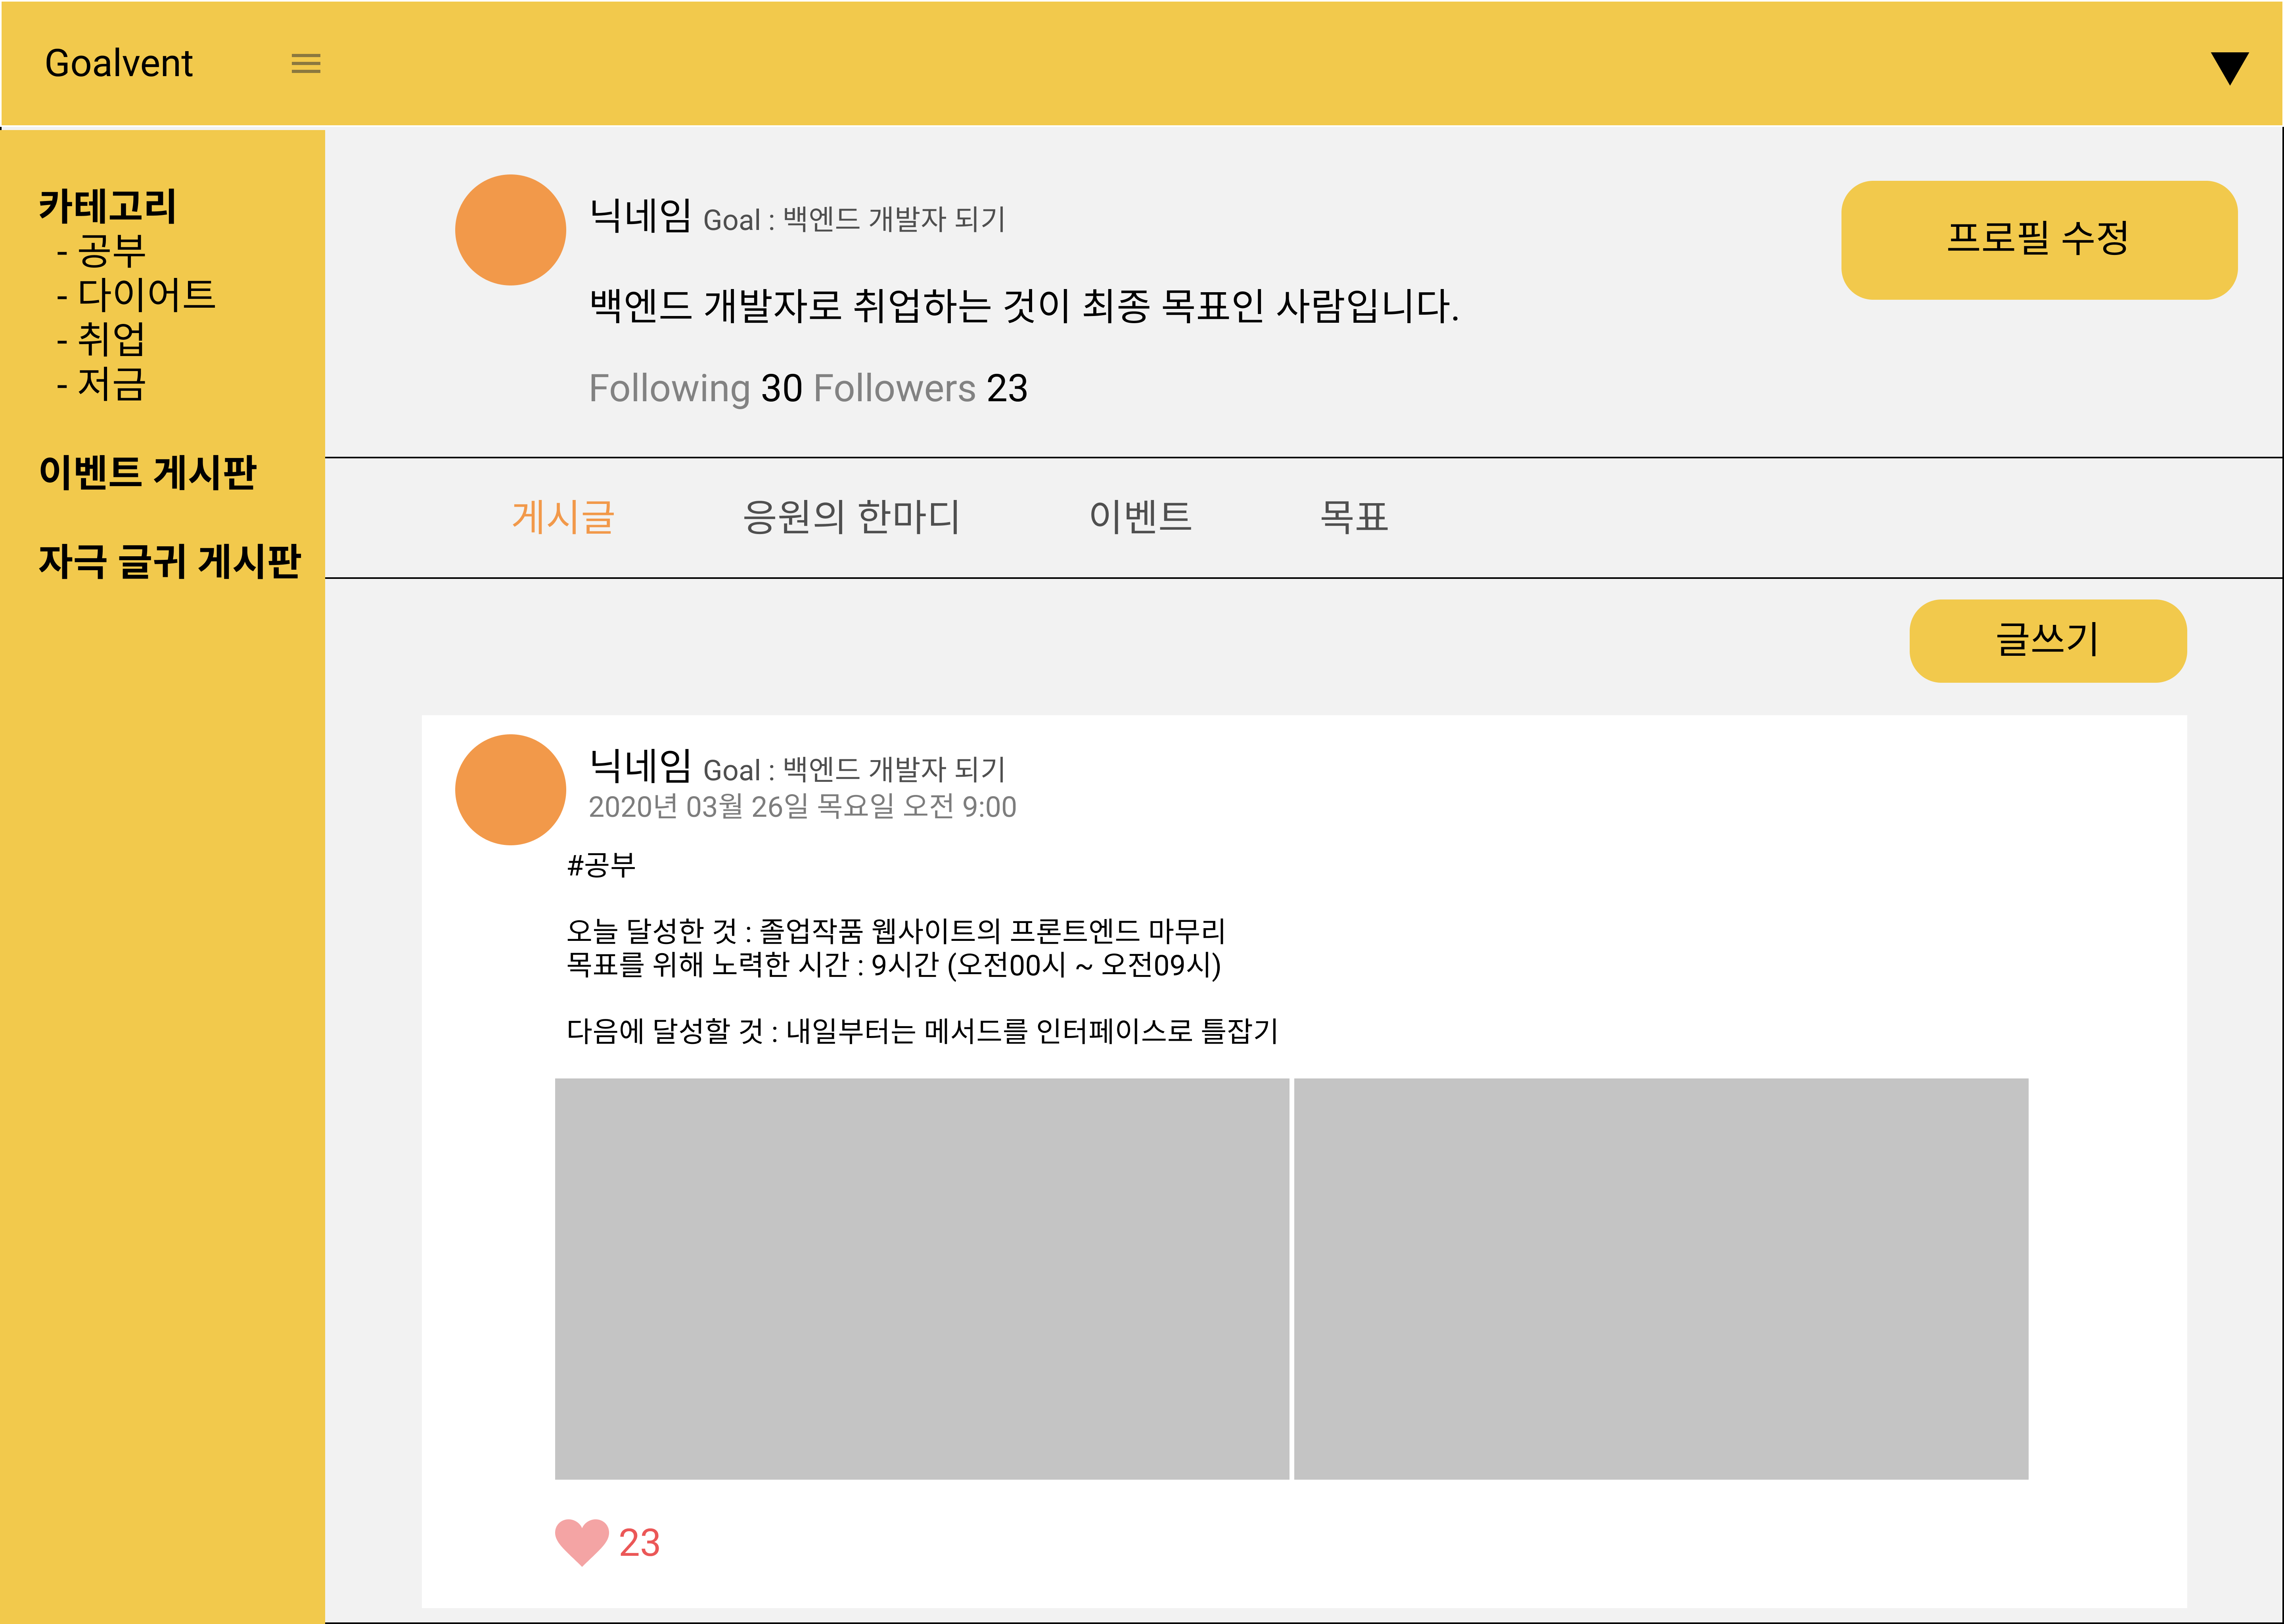 Goalvent
카테고리
- 공부
- 다이어트
- 취업
- 저금
이벤트 게시판
자극 글귀 게시판
닉네임 Goal : 백엔드 개발자 되기
프로필 수정
백엔드 개발자로 취업하는 것이 최종 목표인 사람입니다.
Following 30 Followers 23
게시글 응원의 한마디 이벤트 목표
글쓰기
닉네임 Goal : 백엔드 개발자 되기
2020년 03월 26일 목요일 오전 9:00
#공부
오늘 달성한 것 : 졸업작품 웹사이트의 프론트엔드 마무리
목표를 위해 노력한 시간 : 9시간 (오전00시 ~ 오전09시)
다음에 달성할 것 : 내일부터는 메서드를 인터페이스로 틀잡기
23